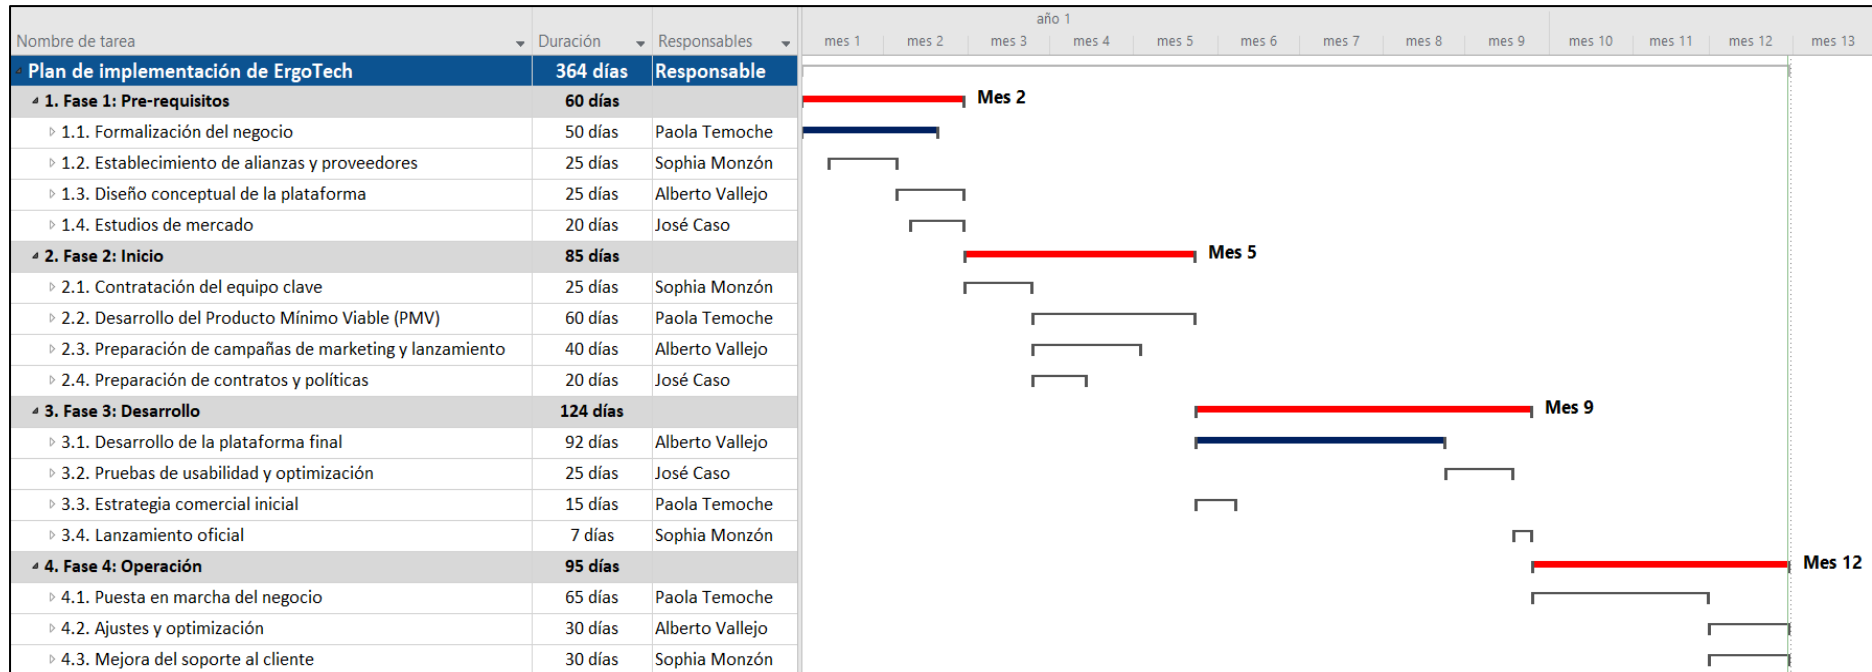 año 1
Nombre de tarea Duración Responsables mes 1 mes 2 mes 3 mes 4 mes 5 mes 6 mes 7 mes 8 mes 9 mes 10 mes 11 mes 12 mes 13
Plan de implementación de ErgoTech 364 días Responsable
1. Fase 1: Pre-requisitos 60 días Mes 2
1.1. Formalización del negocio 50 días Paola Temoche
1.2. Establecimiento de alianzas y proveedores 25 días Sophia Monzón
1.3. Diseño conceptual de la plataforma 25 días Alberto Vallejo
1.4. Estudios de mercado 20 días José Caso
2. Fase 2: Inicio 85 días Mes 5
2.1. Contratación del equipo clave 25 días Sophia Monzón
2.2. Desarrollo del Producto Mínimo Viable (PMV) 60 días Paola Temoche
2.3. Preparación de campañas de marketing y lanzamiento 40 días Alberto Vallejo
2.4. Preparación de contratos y políticas 20 días José Caso
3. Fase 3: Desarrollo 124 días Mes 9
3.1. Desarrollo de la plataforma final 92 días Alberto Vallejo
3.2. Pruebas de usabilidad y optimización 25 días José Caso
3.3. Estrategia comercial inicial 15 días Paola Temoche
3.4. Lanzamiento oficial 7 días Sophia Monzón
4. Fase 4: Operación 95 días Mes 12
4.1. Puesta en marcha del negocio 65 días Paola Temoche
4.2. Ajustes y optimización 30 días Alberto Vallejo
4.3. Mejora del soporte al cliente 30 días Sophia Monzón